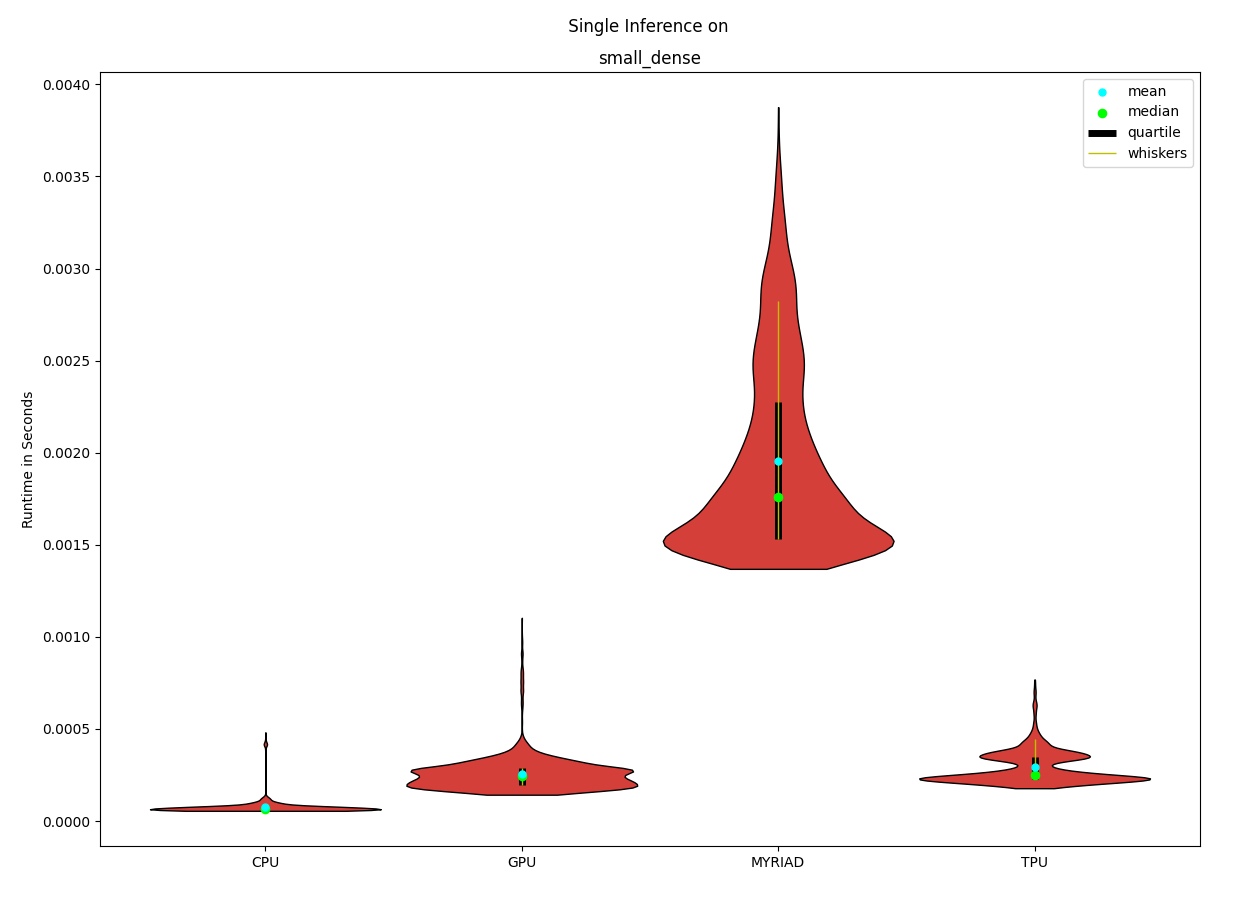 Single Inference on
small_dense
mean
median
quartile
whiskers
0.0040
0.0035
0.0030
0.0025
0.0020
0.0015
0.0010
0.0005
0.0000
Runtime in Seconds
CPU GPU MYRIAD TPU